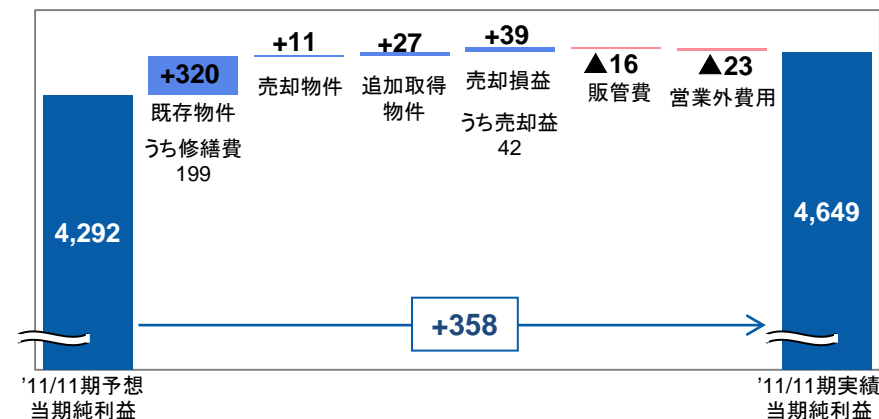 +320
既存物件
うち修繕費
199
+11
売却物件
+27
追加取得
物件
+39
売却損益
うち売却益
42
▲16
販管費
▲23
営業外費用
4,292
4,649
+358
'11/11期予想
当期純利益
'11/11期実績
当期純利益